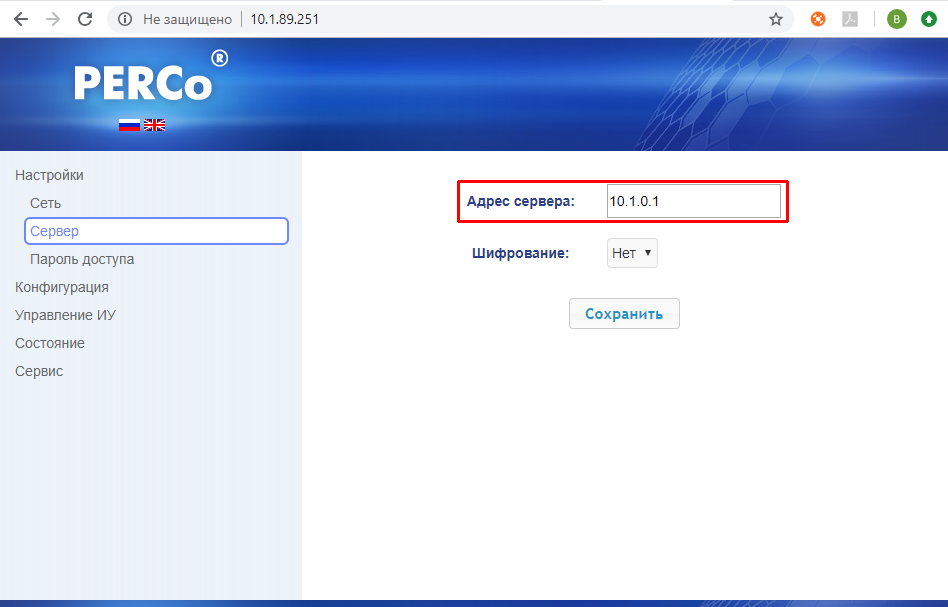 Не защищено
10.1.89.251
B
PERCo®
Настройки
Сеть
Сервер
Пароль доступа
Конфигурация
Управление ИУ
Состояние
Сервис
Адрес сервера: 10.1.0.1
Шифрование: Нет
Сохранить